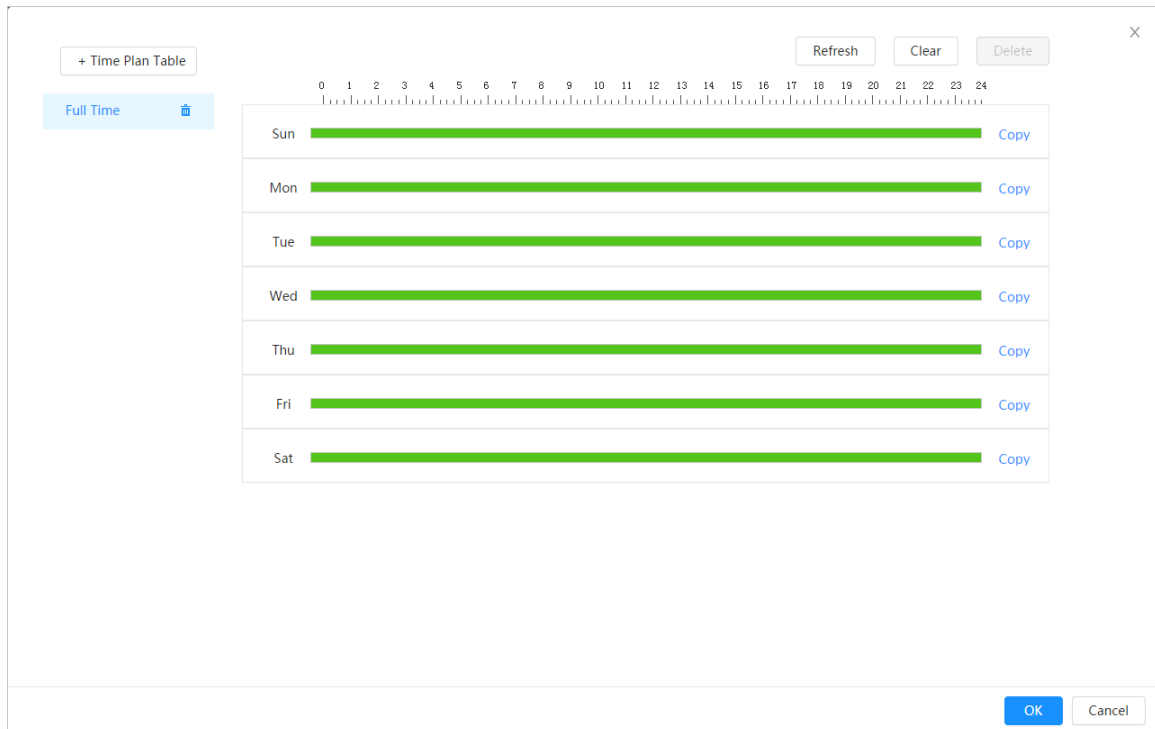 + Time Plan Table
Refresh Clear Delete
Full Time
0 1 2 3 4 5 6 7 8 9 10 11 12 13 14 15 16 17 18 19 20 21 22 23 24
Sun Copy
Mon Copy
Tue Copy
Wed Copy
Thu Copy
Fri Copy
Sat Copy
OK Cancel